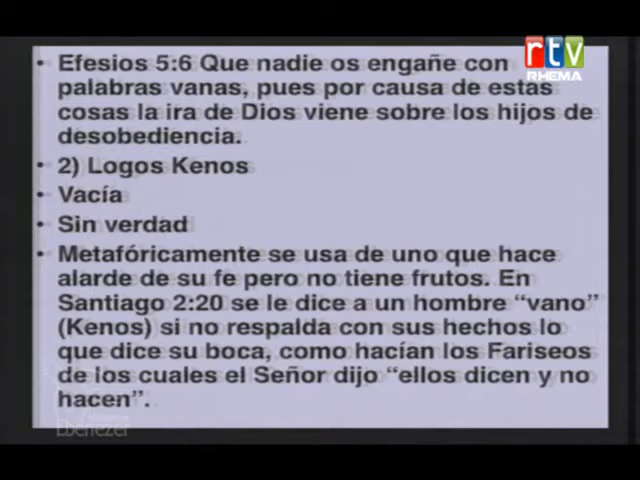 rtv
RHEMA
• Efesios 5:6 Que nadie os engañe con
palabras vanas, pues por causa de estas
cosas la ira de Dios viene sobre los hijos de
desobediencia.
• 2) Logos Kenos
• Vacía
• Sin verdad
• Metafóricamente se usa de uno que hace
alarde de su fe pero no tiene frutos. En
Santiago 2:20 se le dice a un hombre “vano”
(Kenos) si no respalda con sus hechos lo
que dice su boca, como hacían los Fariseos
de los cuales el Señor dijo “ellos dicen y no
hacen”.
Ebenezer